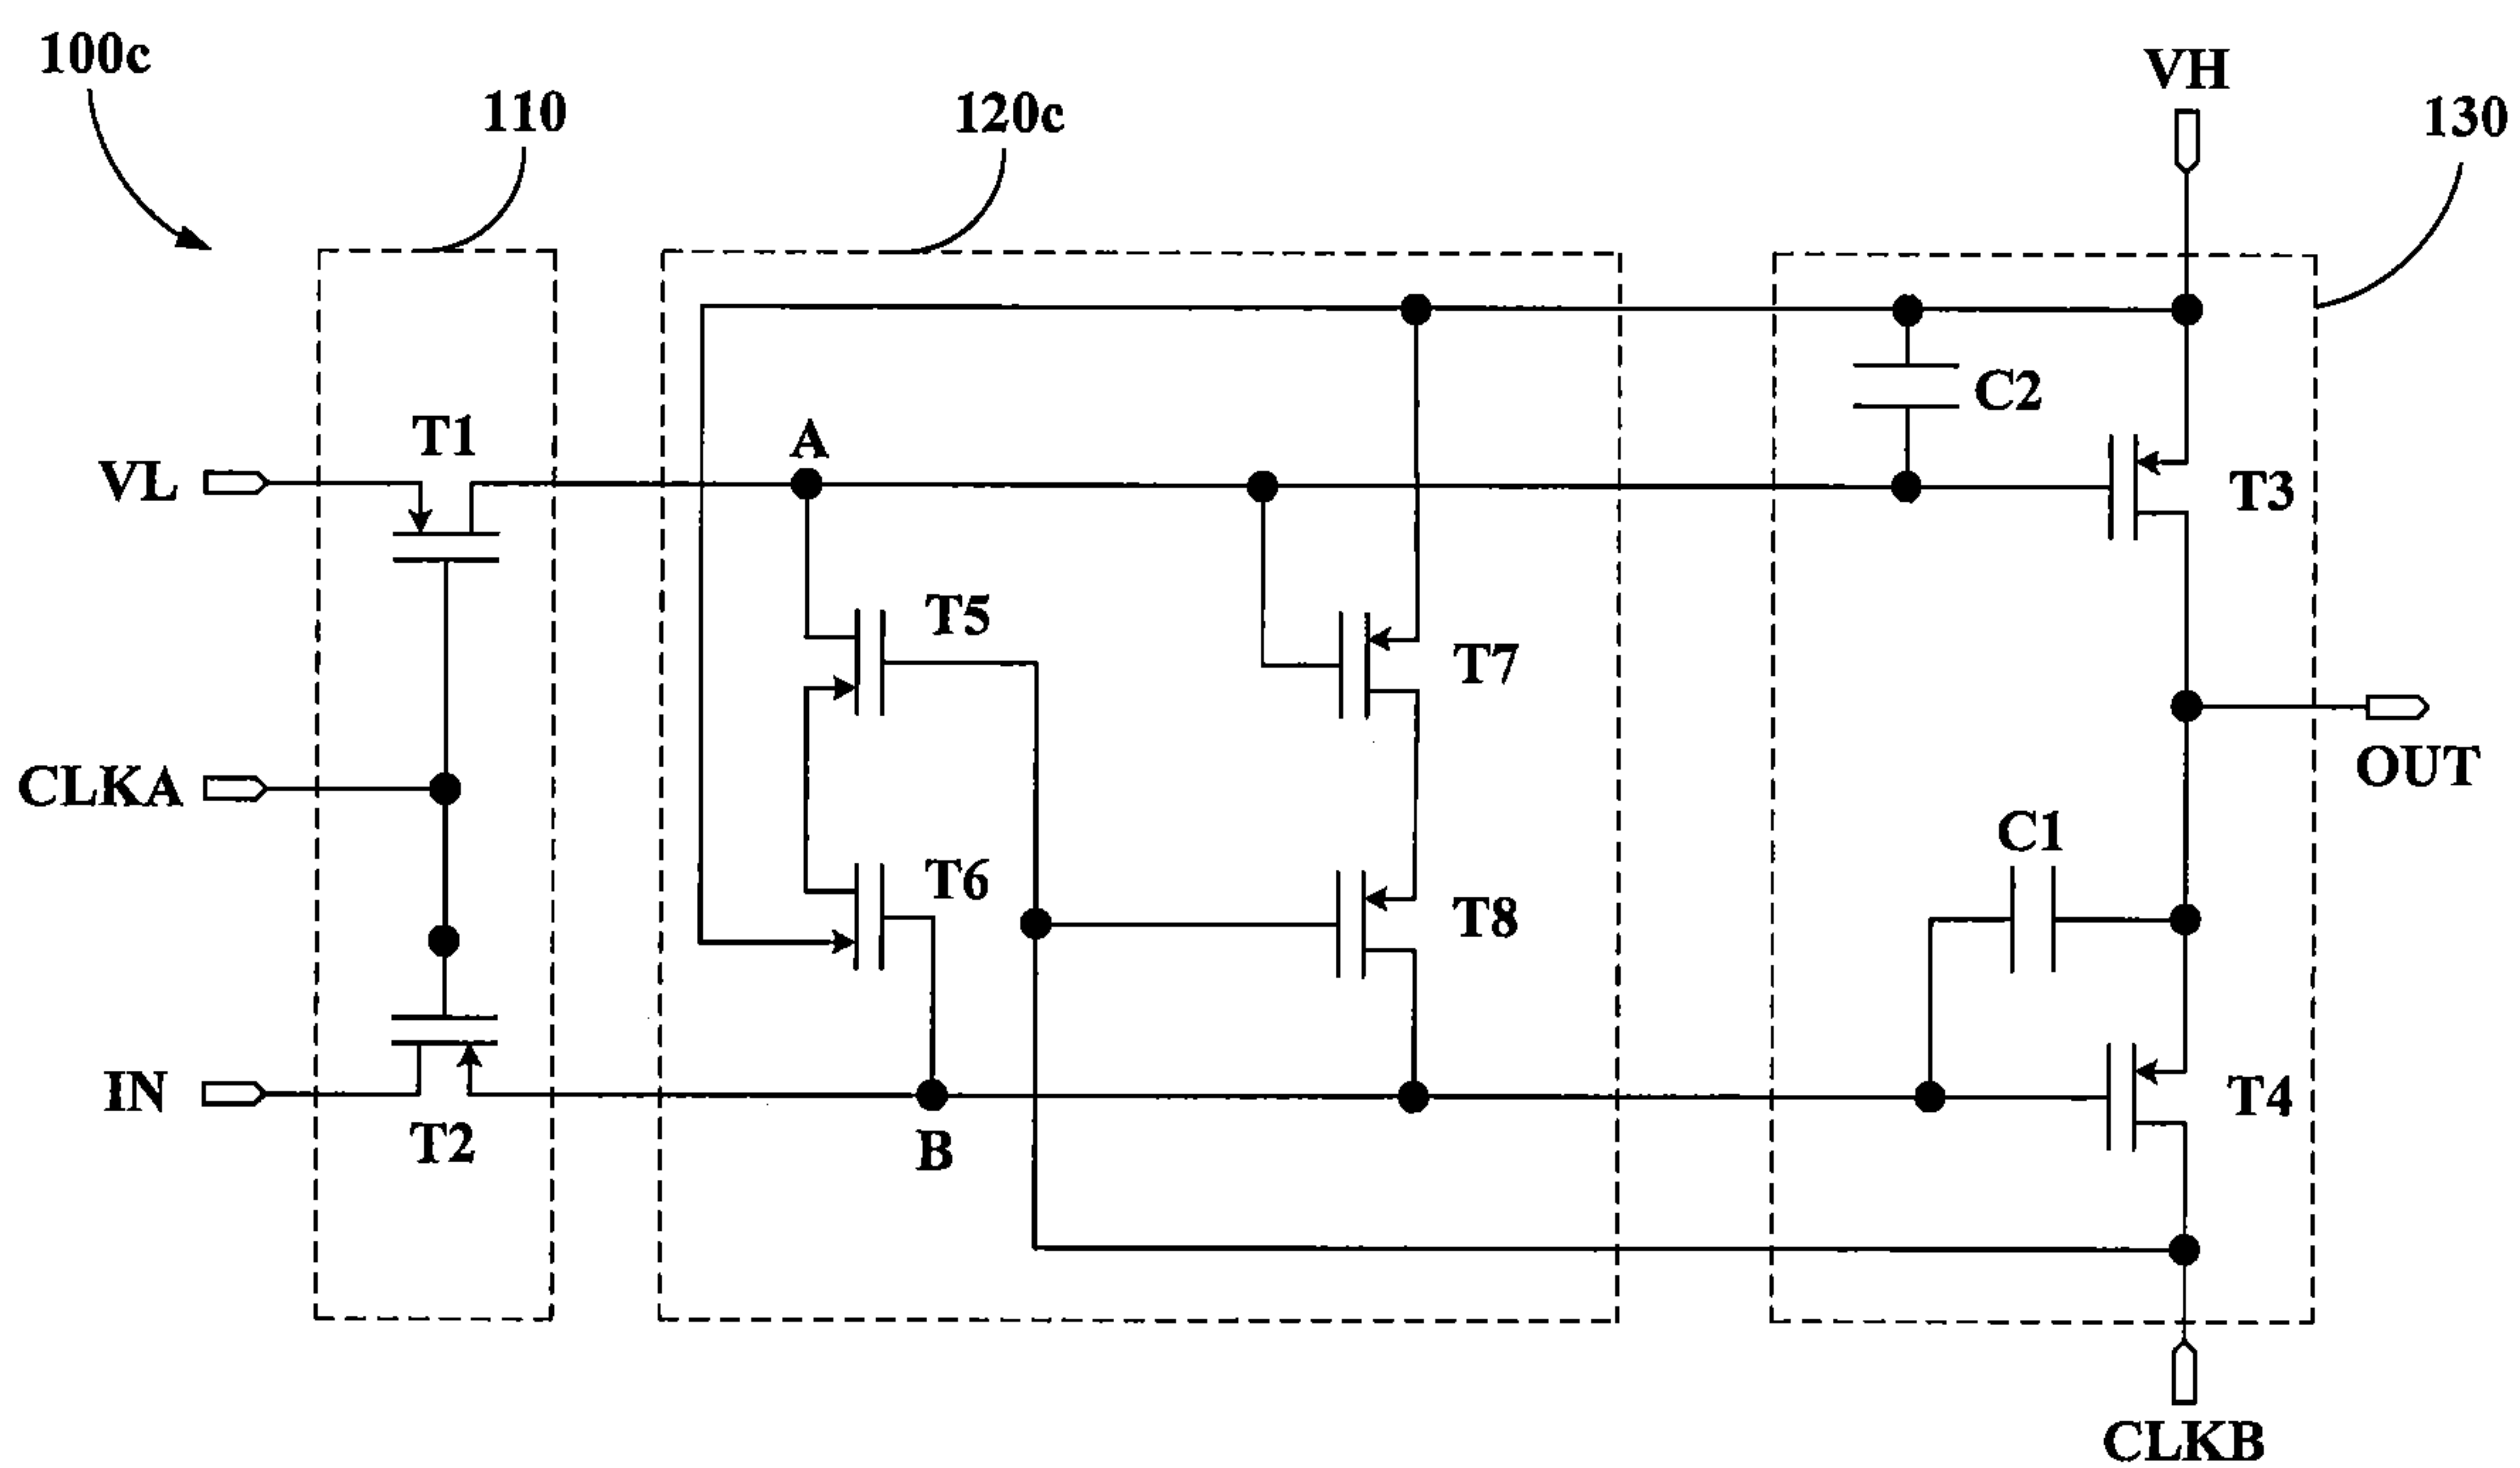 100c
110
120c
VH
130
T1
A
C2
VL
T3
T5
T7
CLKA
OUT
C1
T6
T8
IN
T2
B
T4
CLKB